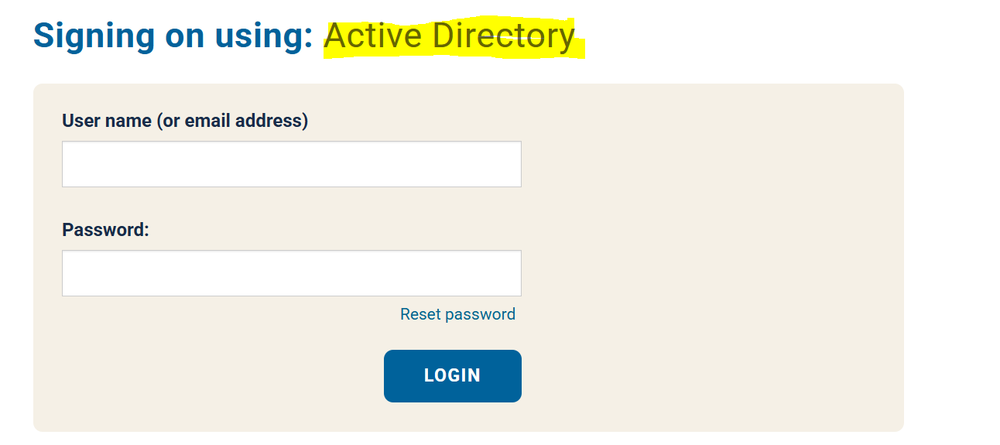 Signing on using: Active Directory
User name (or email address)
Password:
Reset password
LOGIN